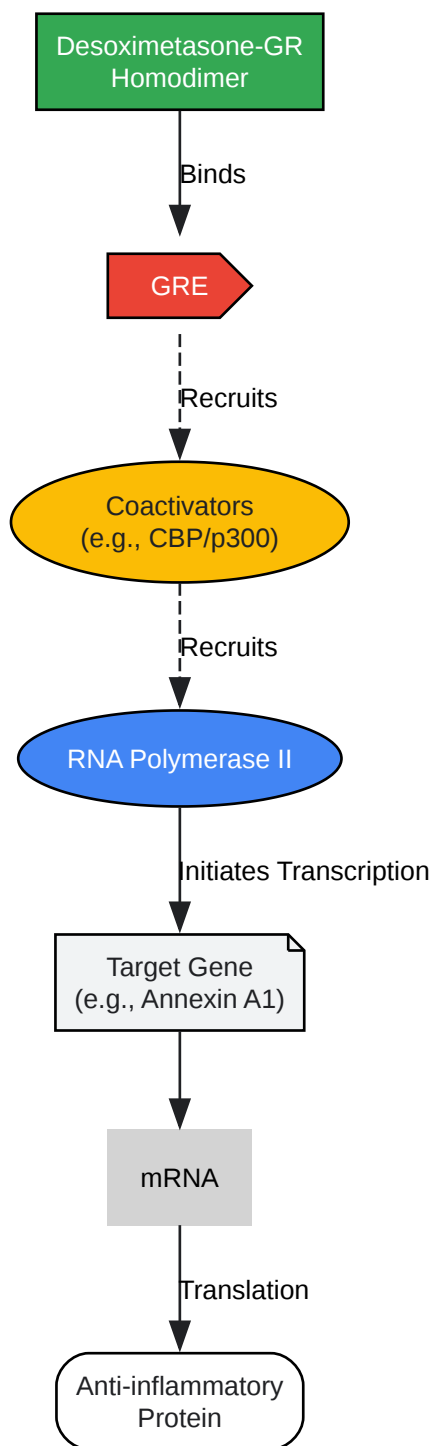 Desoximetasone-GR
Homodimer
Binds
GRE
Recruits
Coactivators
(e.g., CBP/p300)
Recruits
RNA Polymerase II
Initiates Transcription
Target Gene
(e.g., Annexin A1)
mRNA
Translation
Anti-inflammatory
Protein